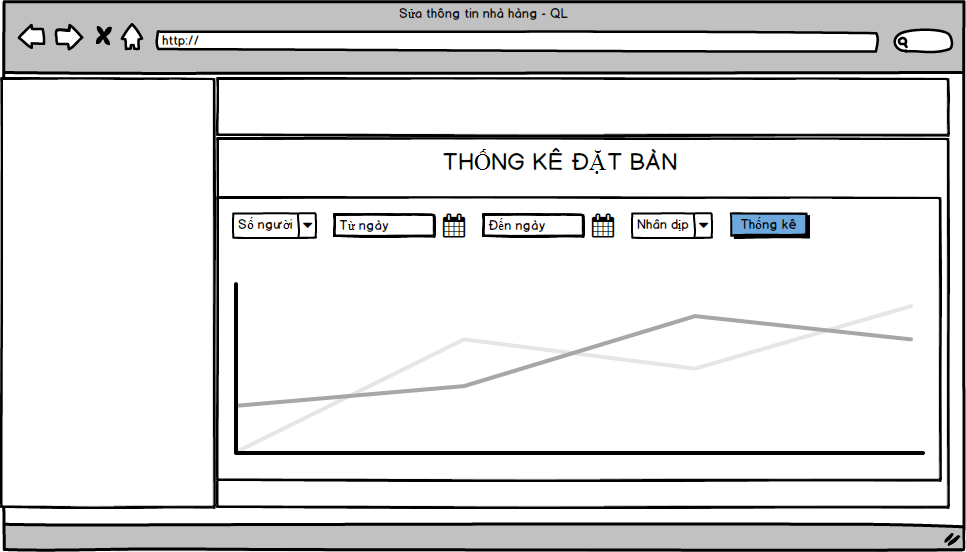 Sửa thông tin nhà hàng - QL
http://
THỐNG KÊ ĐẶT BÀN
Số người Từ ngày Đến ngày Nhân dịp Thống kê